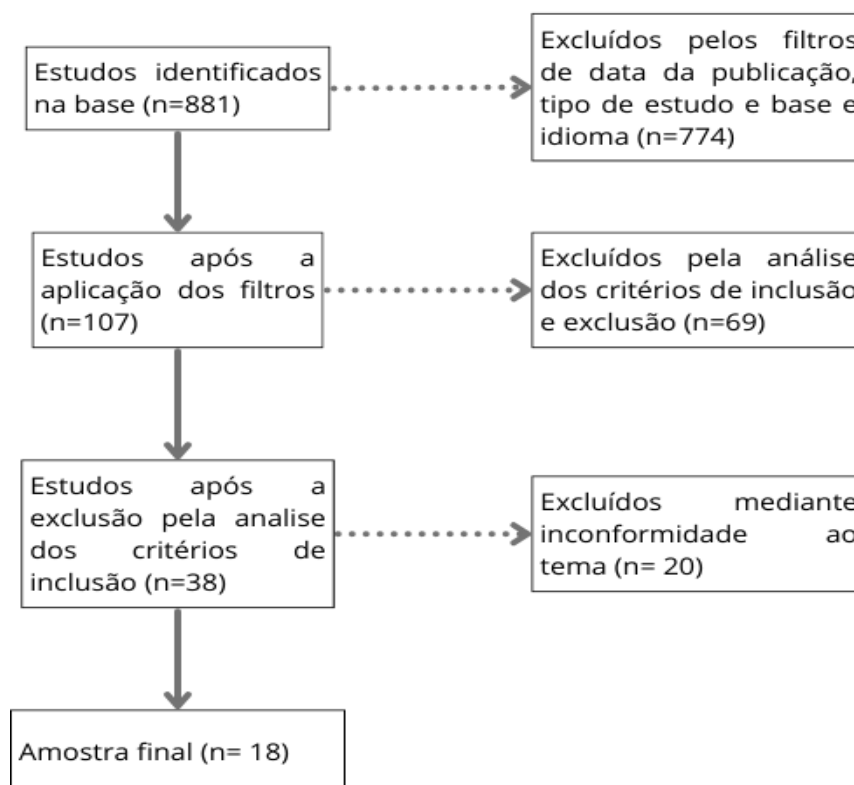 Estudos identificados
na base (n=881)
Excluídos pelos filtros
de data da publicação,
tipo de estudo e base e
idioma (n=774)
Estudos após a
aplicação dos filtros
(n=107)
Excluídos pela análise
dos critérios de inclusão
e exclusão (n=69)
Estudos após a
exclusão pela analise
dos critérios de
inclusão (n=38)
Excluídos mediante
inconformidade ao
tema (n= 20)
Amostra final (n= 18)